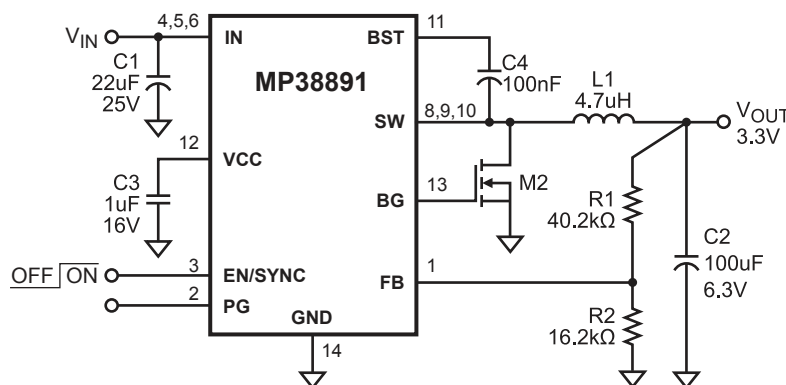 4,5,6
11
V_IN
IN
BST
C1
22uF
25V
MP38891
C4
100nF
L1
4.7uH
SW
8,9,10
V_OUT
3.3V
12
VCC
C3
1uF
16V
M2
BG
13
R1
40.2kΩ
C2
100uF
6.3V
OFF ON
3
EN/SYNC
FB
1
2
PG
GND
R2
16.2kΩ
14